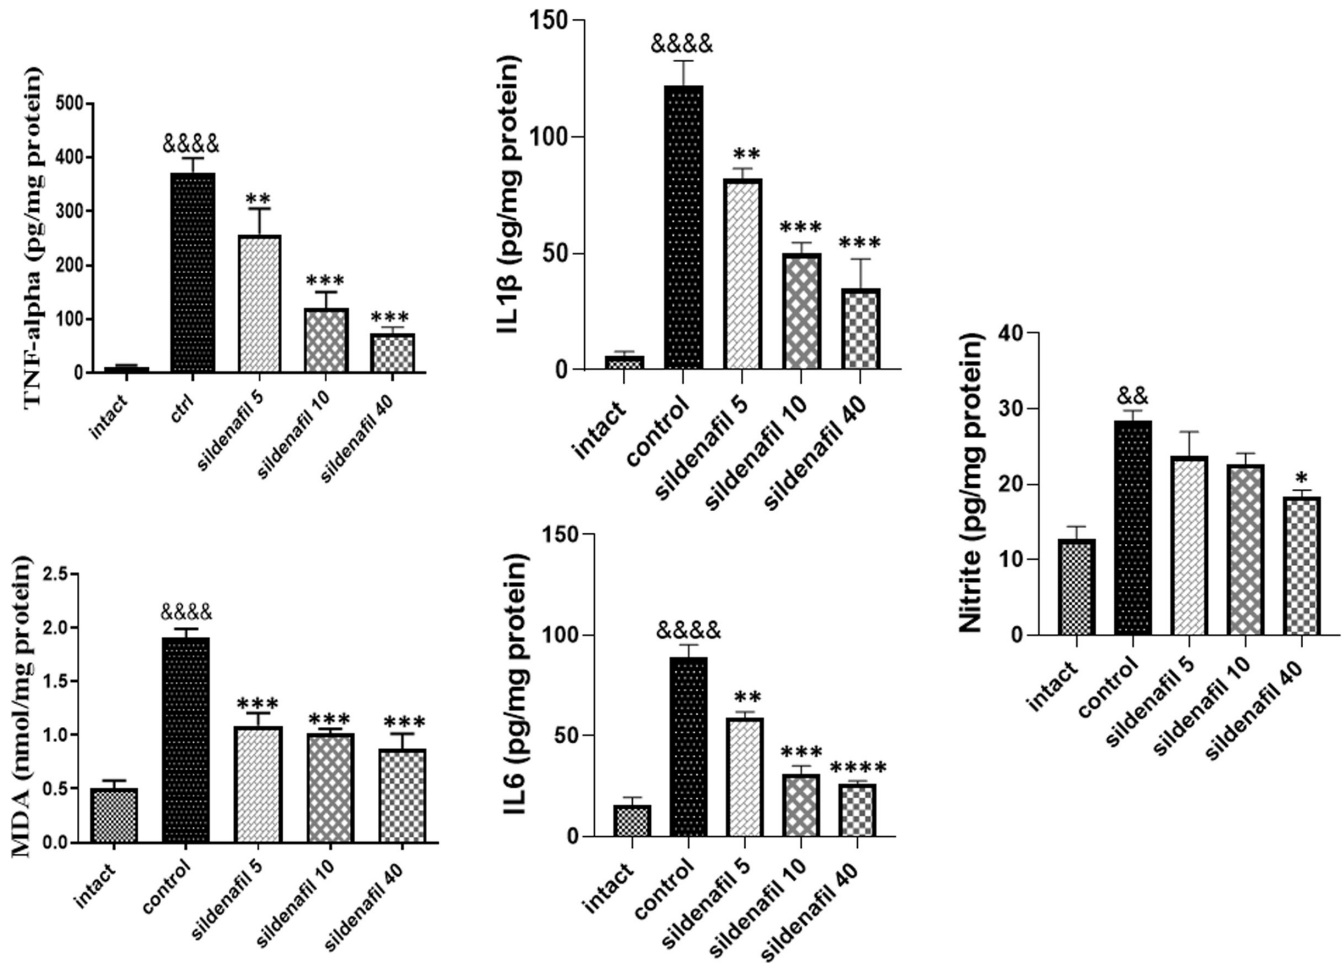 TNF-alpha (pg/mg protein)
500
400
300
200
100
0
&&&&
**
***
***
intact
ctrl
sildenafil 5
sildenafil 10
sildenafil 40
IL1β (pg/mg protein)
150
100
50
0
&&&&
**
***
***
intact
control
sildenafil 5
sildenafil 10
sildenafil 40
MDA (nmol/mg protein)
2.5
2.0
1.5
1.0
0.5
0.0
&&&&
***
***
***
intact
control
sildenafil 5
sildenafil 10
sildenafil 40
IL6 (pg/mg protein)
150
100
50
0
&&&&
**
***
****
intact
control
sildenafil 5
sildenafil 10
sildenafil 40
Nitrite (pg/mg protein)
40
30
20
10
0
&&
*
intact
control
sildenafil 5
sildenafil 10
sildenafil 40